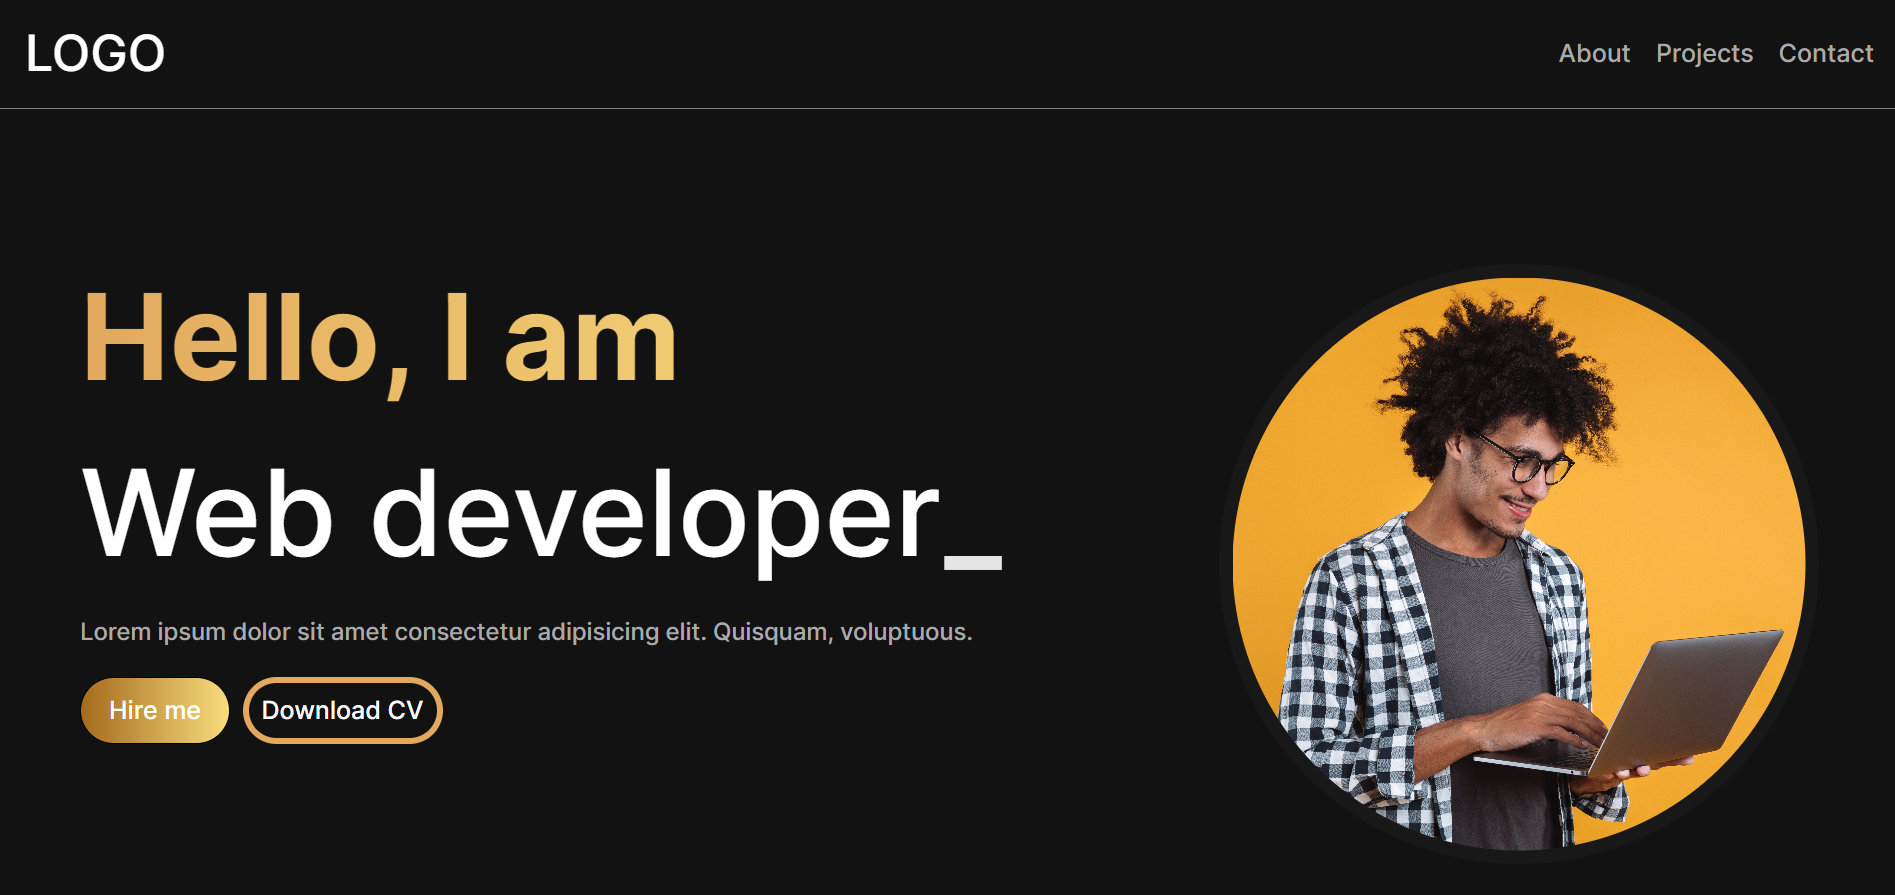 LOGO
About Projects Contact
Hello, I am
Web developer_
Lorem ipsum dolor sit amet consectetur adipisicing elit. Quisquam, voluptuous.
Hire me Download CV